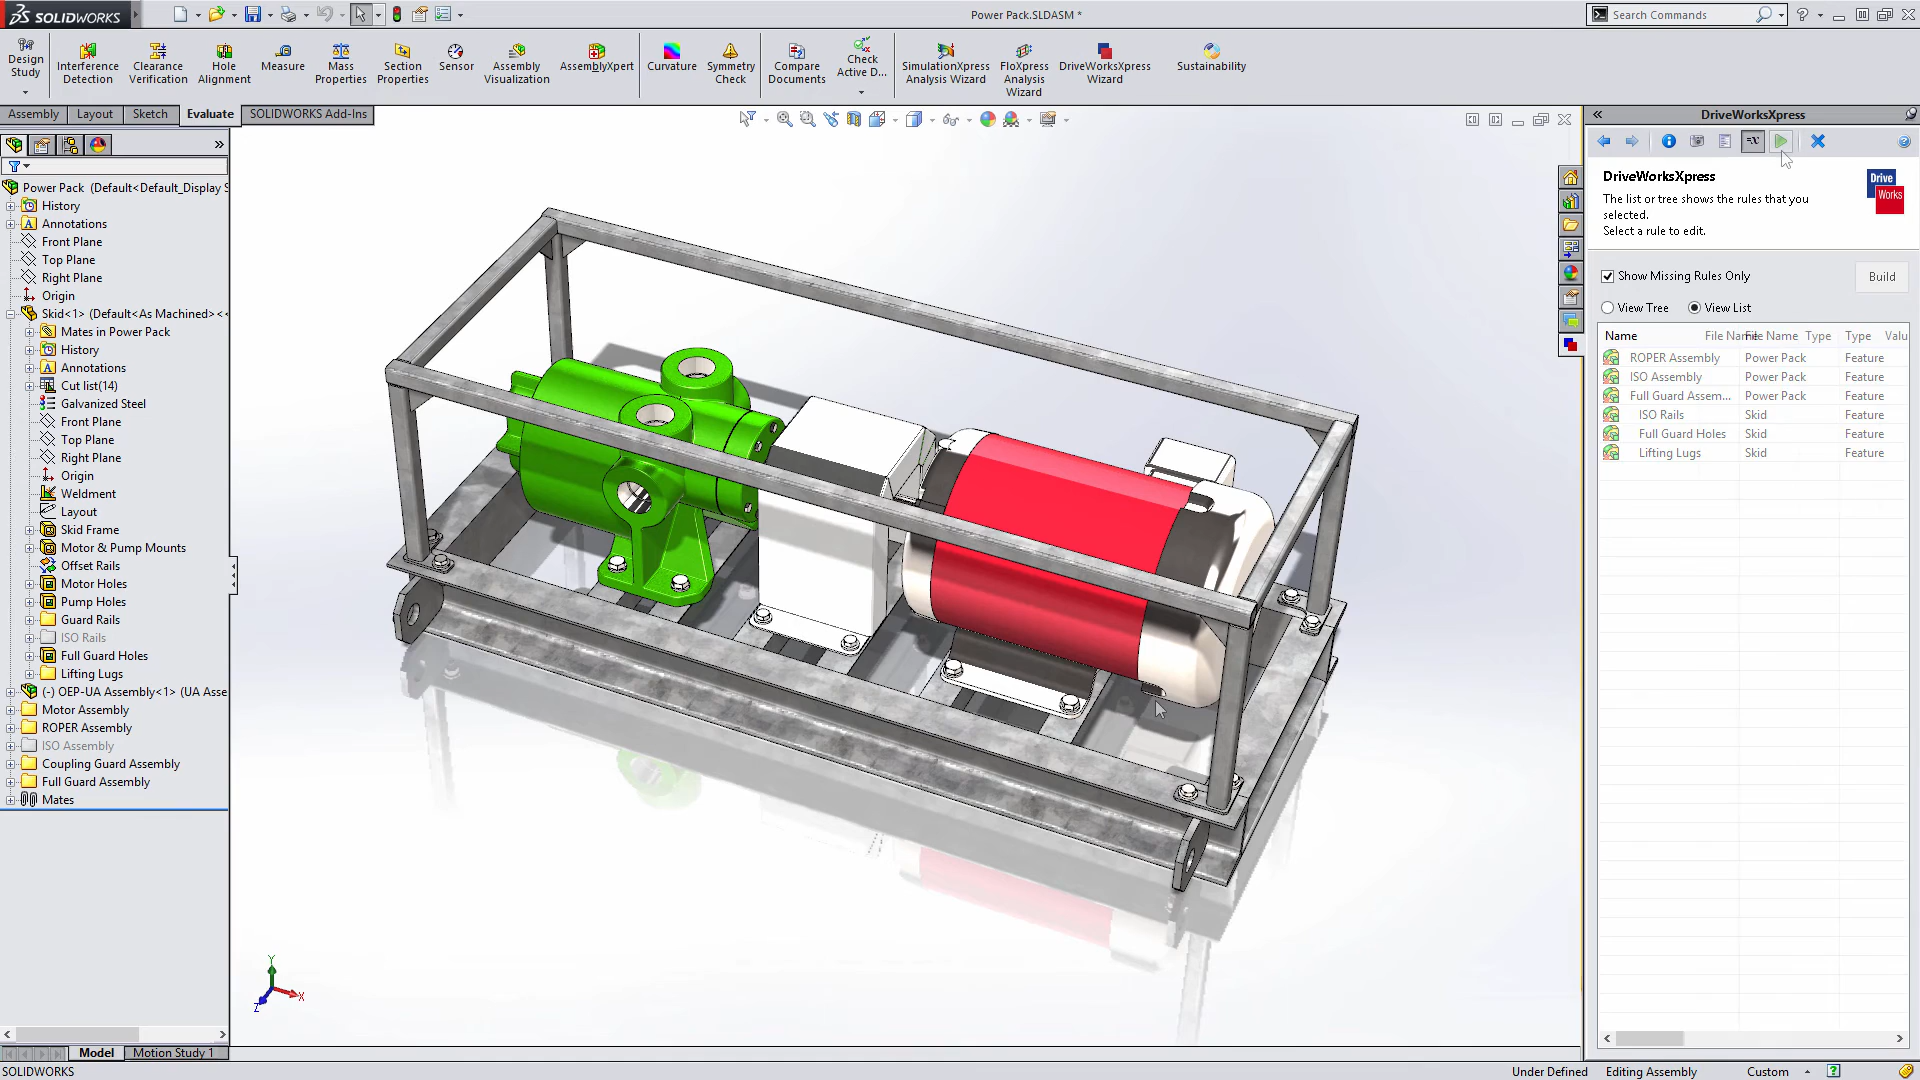 SOLIDWORKS
Power Pack.SLDASM *
Search Commands
Design Study
Interference Detection
Clearance Verification
Hole Alignment
Measure
Mass Properties
Section Properties
Sensor
Assembly Visualization
AssemblyXpert
Curvature
Symmetry Check
Compare Documents
Check Active D...
SimulationXpress Analysis Wizard
FloXpress Analysis Wizard
DriveWorksXpress Wizard
Sustainability
Assembly
Layout
Sketch
Evaluate
SOLIDWORKS Add-Ins
Power Pack (Default<Default_Display S
History
Annotations
Front Plane
Top Plane
Right Plane
Origin
Skid<1> (Default<As Machined><
Mates in Power Pack
History
Annotations
Cut list(14)
Galvanized Steel
Front Plane
Top Plane
Right Plane
Origin
Weldment
Layout
Skid Frame
Motor & Pump Mounts
Offset Rails
Motor Holes
Pump Holes
Guard Rails
ISO Rails
Full Guard Holes
Lifting Lugs
(-) OEP-UA Assembly<1> (UA Asse
Motor Assembly
ROPER Assembly
ISO Assembly
Coupling Guard Assembly
Full Guard Assembly
Mates
Y
X
Z
Model
Motion Study 1
SOLIDWORKS
DriveWorksXpress
DriveWorksXpress
Drive
Works
The list or tree shows the rules that you
selected.
Select a rule to edit.
Show Missing Rules Only
Build
View Tree
View List
Name File Name Type Type Valu
ROPER Assembly Power Pack Feature
ISO Assembly Power Pack Feature
Full Guard Assem... Power Pack Feature
ISO Rails Skid Feature
Full Guard Holes Skid Feature
Lifting Lugs Skid Feature
Under Defined
Editing Assembly
Custom